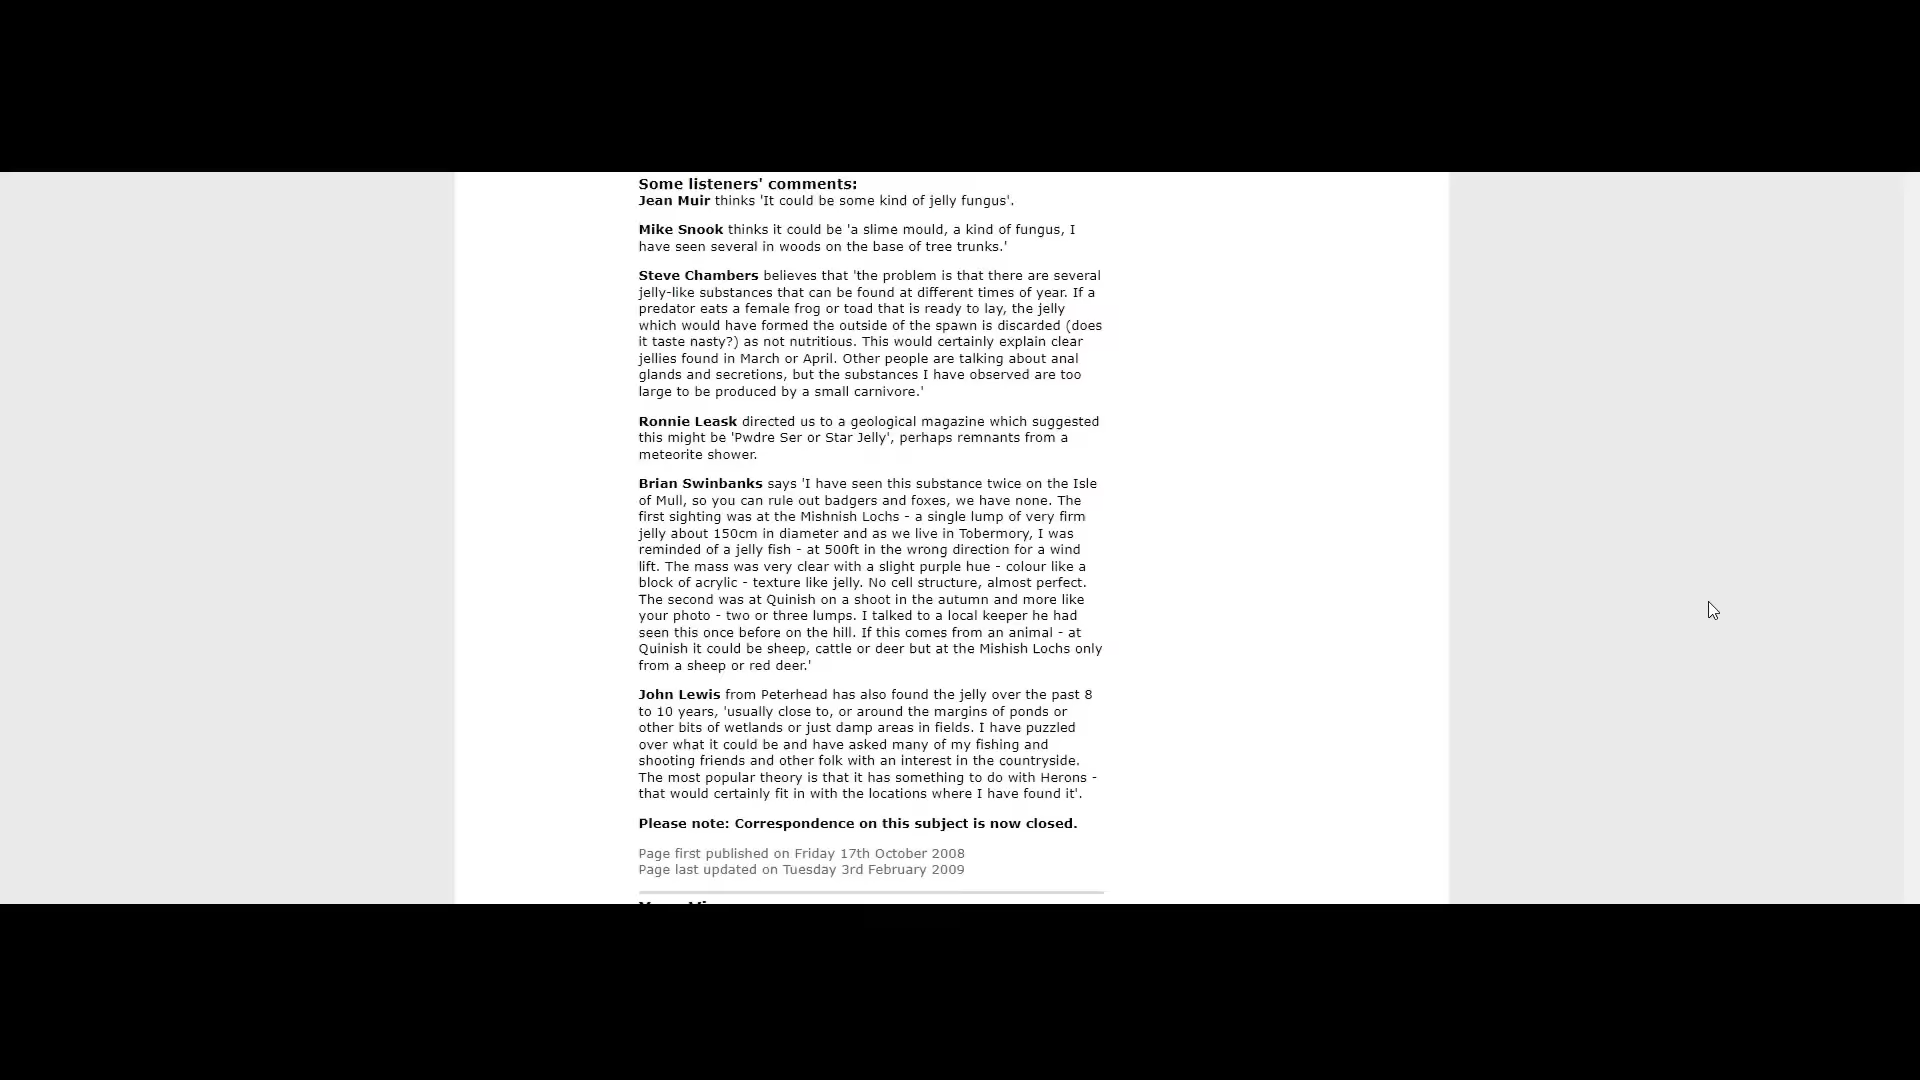 Some listeners' comments:
Jean Muir thinks 'It could be some kind of jelly fungus'.
Mike Snook thinks it could be 'a slime mould, a kind of fungus, I
have seen several in woods on the base of tree trunks.'
Steve Chambers believes that 'the problem is that there are several
jelly-like substances that can be found at different times of year. If a
predator eats a female frog or toad that is ready to lay, the jelly
which would have formed the outside of the spawn is discarded (does
it taste nasty?) as not nutritious. This would certainly explain clear
jellies found in March or April. Other people are talking about anal
glands and secretions, but the substances I have observed are too
large to be produced by a small carnivore.'
Ronnie Leask directed us to a geological magazine which suggested
this might be 'Pwdre Ser or Star Jelly', perhaps remnants from a
meteorite shower.
Brian Swinbanks says 'I have seen this substance twice on the Isle
of Mull, so you can rule out badgers and foxes, we have none. The
first sighting was at the Mishnish Lochs - a single lump of very firm
jelly about 150cm in diameter and as we live in Tobermory, I was
reminded of a jelly fish - at 500ft in the wrong direction for a wind
lift. The mass was very clear with a slight purple hue - colour like a
block of acrylic - texture like jelly. No cell structure, almost perfect.
The second was at Quinish on a shoot in the autumn and more like
your photo - two or three lumps. I talked to a local keeper he had
seen this once before on the hill. If this comes from an animal - at
Quinish it could be sheep, cattle or deer but at the Mishish Lochs only
from a sheep or red deer.'
John Lewis from Peterhead has also found the jelly over the past 8
to 10 years, 'usually close to, or around the margins of ponds or
other bits of wetlands or just damp areas in fields. I have puzzled
over what it could be and have asked many of my fishing and
shooting friends and other folk with an interest in the countryside.
The most popular theory is that it has something to do with Herons -
that would certainly fit in with the locations where I have found it'.
Please note: Correspondence on this subject is now closed.
Page first published on Friday 17th October 2008
Page last updated on Tuesday 3rd February 2009